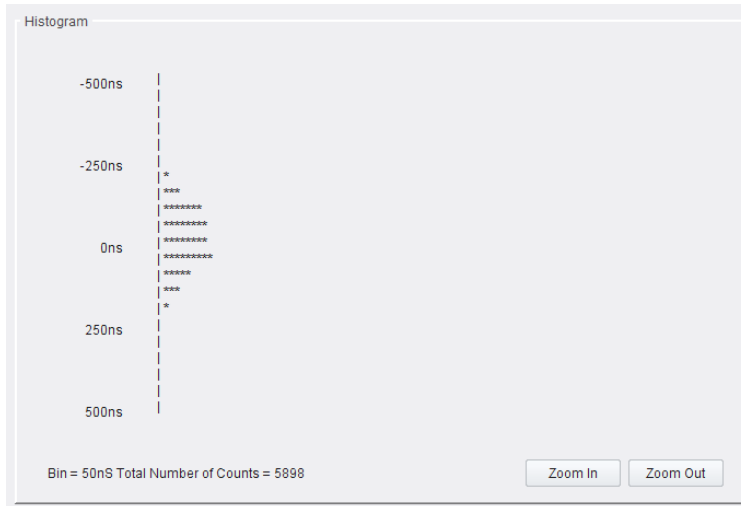 Histogram
-500ns
|
|
|
|
-250ns |
| *
| ***
| *******
| ********
0ns | ********
| *********
| *****
| ***
| *
250ns |
|
|
|
|
500ns |
Bin = 50nS Total Number of Counts = 5898
Zoom In Zoom Out